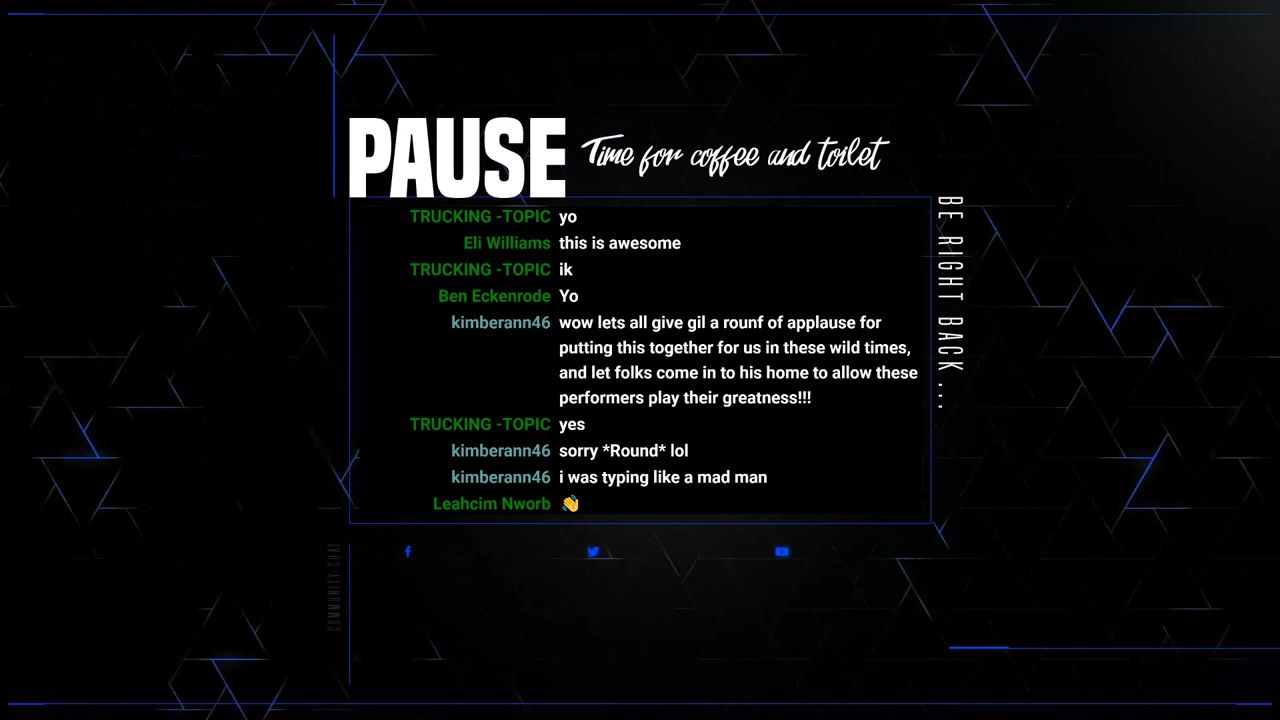 PAUSE Time for coffee and toilet
TRUCKING -TOPIC yo
Eli Williams this is awesome
TRUCKING -TOPIC ik
Ben Eckenrode Yo
kimberann46 wow lets all give gil a rounf of applause for
putting this together for us in these wild times,
and let folks come in to his home to allow these
performers play their greatness!!!
TRUCKING -TOPIC yes
kimberann46 sorry *Round* lol
kimberann46 i was typing like a mad man
Leahcim Nworb 👋
BE RIGHT BACK ...
COMMUNITY CHAT